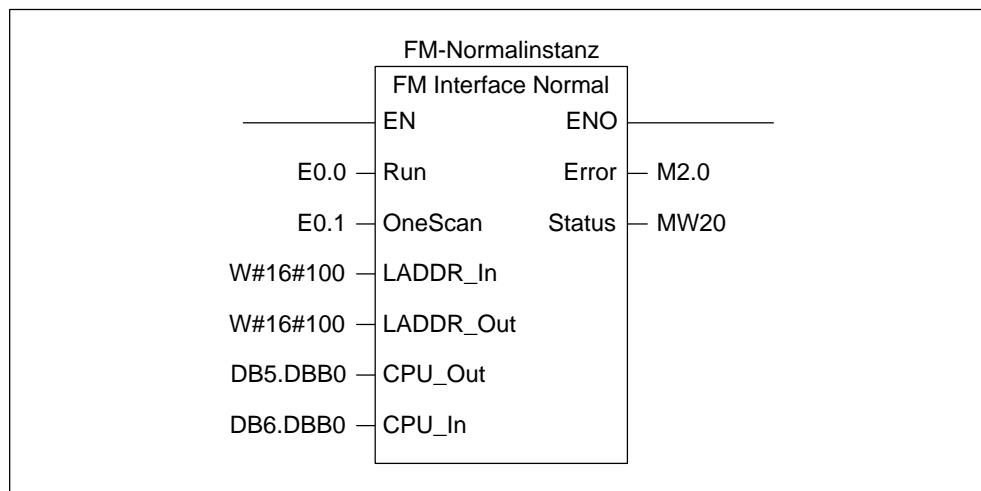 FM-Normalinstanz
FM Interface Normal
EN ENO
E0.0 Run Error M2.0
E0.1 OneScan Status MW20
W#16#100 LADDR_In
W#16#100 LADDR_Out
DB5.DBB0 CPU_Out
DB6.DBB0 CPU_In